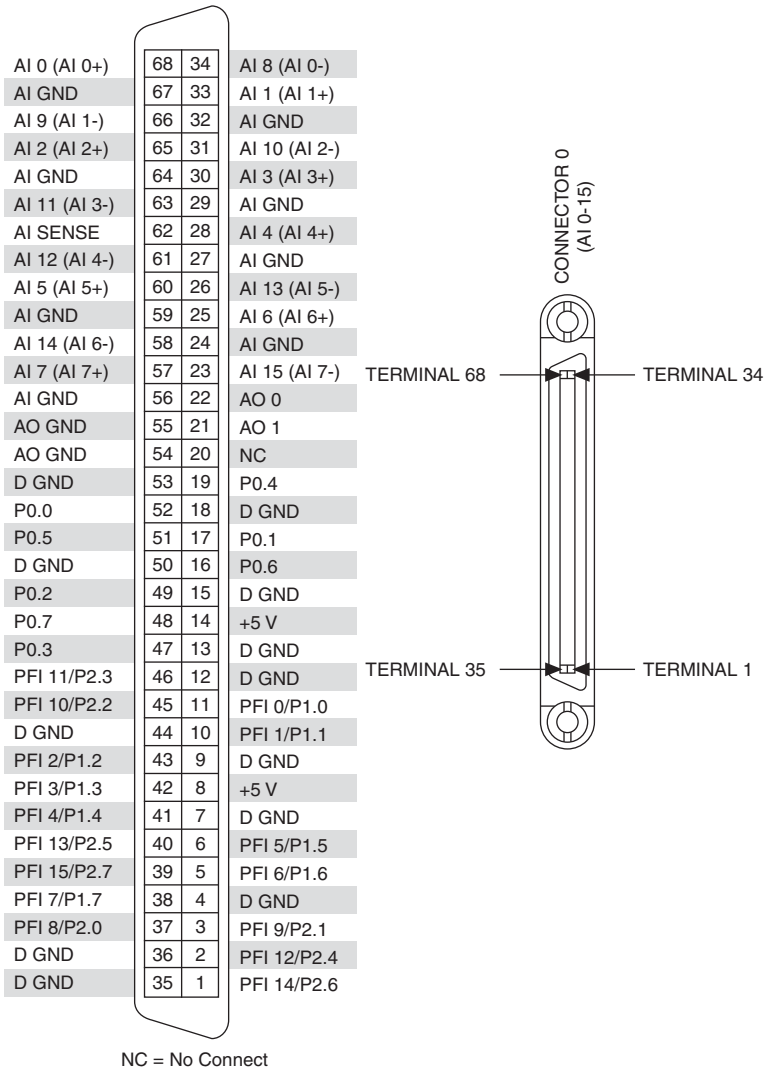 AI 0 (AI 0+) 68 34 AI 8 (AI 0-)
AI GND 67 33 AI 1 (AI 1+)
AI 9 (AI 1-) 66 32 AI GND
AI 2 (AI 2+) 65 31 AI 10 (AI 2-)
AI GND 64 30 AI 3 (AI 3+)
AI 11 (AI 3-) 63 29 AI GND
AI SENSE 62 28 AI 4 (AI 4+)
AI 12 (AI 4-) 61 27 AI GND
AI 5 (AI 5+) 60 26 AI 13 (AI 5-)
AI GND 59 25 AI 6 (AI 6+)
AI 14 (AI 6-) 58 24 AI GND
AI 7 (AI 7+) 57 23 AI 15 (AI 7-)
AI GND 56 22 AO 0
AO GND 55 21 AO 1
AO GND 54 20 NC
D GND 53 19 P0.4
P0.0 52 18 D GND
P0.5 51 17 P0.1
D GND 50 16 P0.6
P0.2 49 15 D GND
P0.7 48 14 +5 V
P0.3 47 13 D GND
PFI 11/P2.3 46 12 D GND
PFI 10/P2.2 45 11 PFI 0/P1.0
D GND 44 10 PFI 1/P1.1
PFI 2/P1.2 43 9 D GND
PFI 3/P1.3 42 8 +5 V
PFI 4/P1.4 41 7 D GND
PFI 13/P2.5 40 6 PFI 5/P1.5
PFI 15/P2.7 39 5 PFI 6/P1.6
PFI 7/P1.7 38 4 D GND
PFI 8/P2.0 37 3 PFI 9/P2.1
D GND 36 2 PFI 12/P2.4
D GND 35 1 PFI 14/P2.6
NC = No Connect
CONNECTOR 0
(AI 0-15)
TERMINAL 68
TERMINAL 34
TERMINAL 35
TERMINAL 1